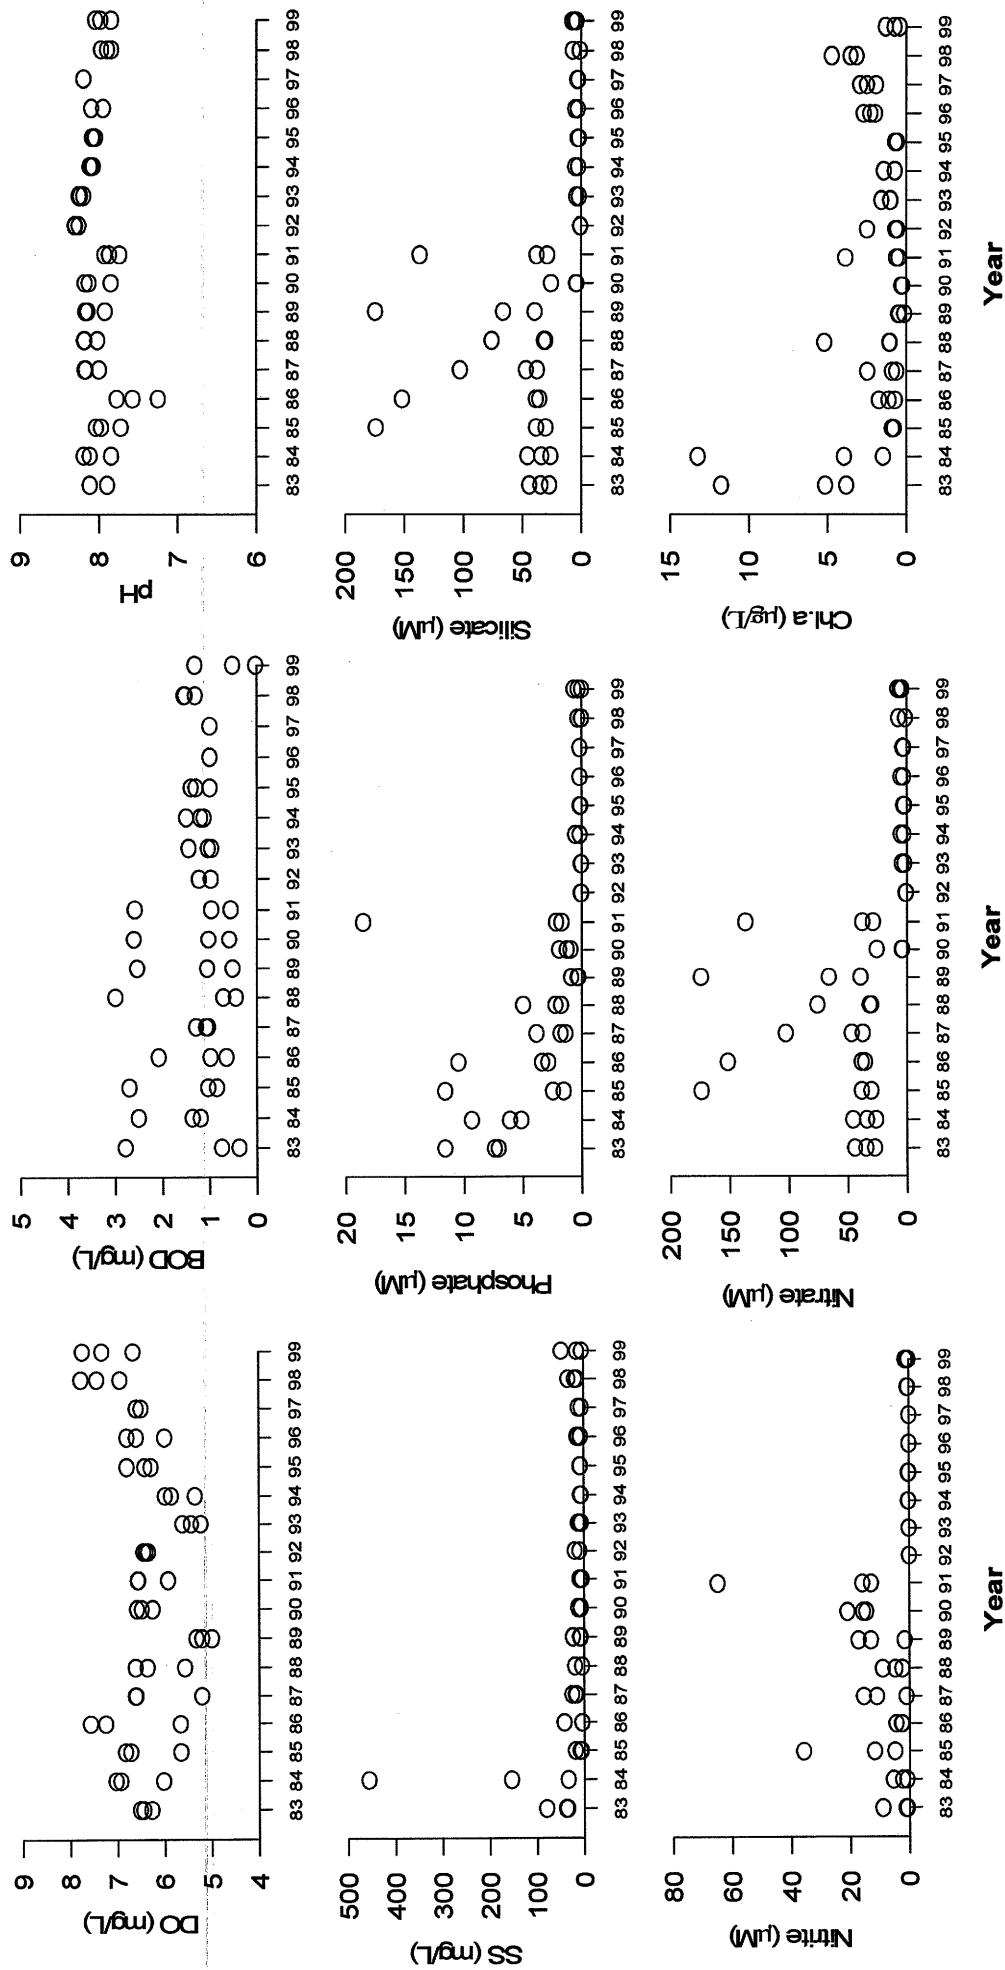 DO (mg/L)
9
8
7
6
5
4
83 84 85 86 87 88 89 90 91 92 93 94 95 96 97 98 99
BOD (mg/L)
5
4
3
2
1
0
83 84 85 86 87 88 89 90 91 92 93 94 95 96 97 98 99
pH
9
8
7
6
83 84 85 86 87 88 89 90 91 92 93 94 95 96 97 98 99
SS (mg/L)
500
400
300
200
100
0
83 84 85 86 87 88 89 90 91 92 93 94 95 96 97 98 99
Phosphate (μM)
20
15
10
5
0
83 84 85 86 87 88 89 90 91 92 93 94 95 96 97 98 99
Silicate (μM)
200
150
100
50
0
83 84 85 86 87 88 89 90 91 92 93 94 95 96 97 98 99
Nitrite (μM)
80
60
40
20
0
83 84 85 86 87 88 89 90 91 92 93 94 95 96 97 98 99
Year
Nitrate (μM)
200
150
100
50
0
83 84 85 86 87 88 89 90 91 92 93 94 95 96 97 98 99
Year
Chl.a (μg/L)
15
10
5
0
83 84 85 86 87 88 89 90 91 92 93 94 95 96 97 98 99
Year